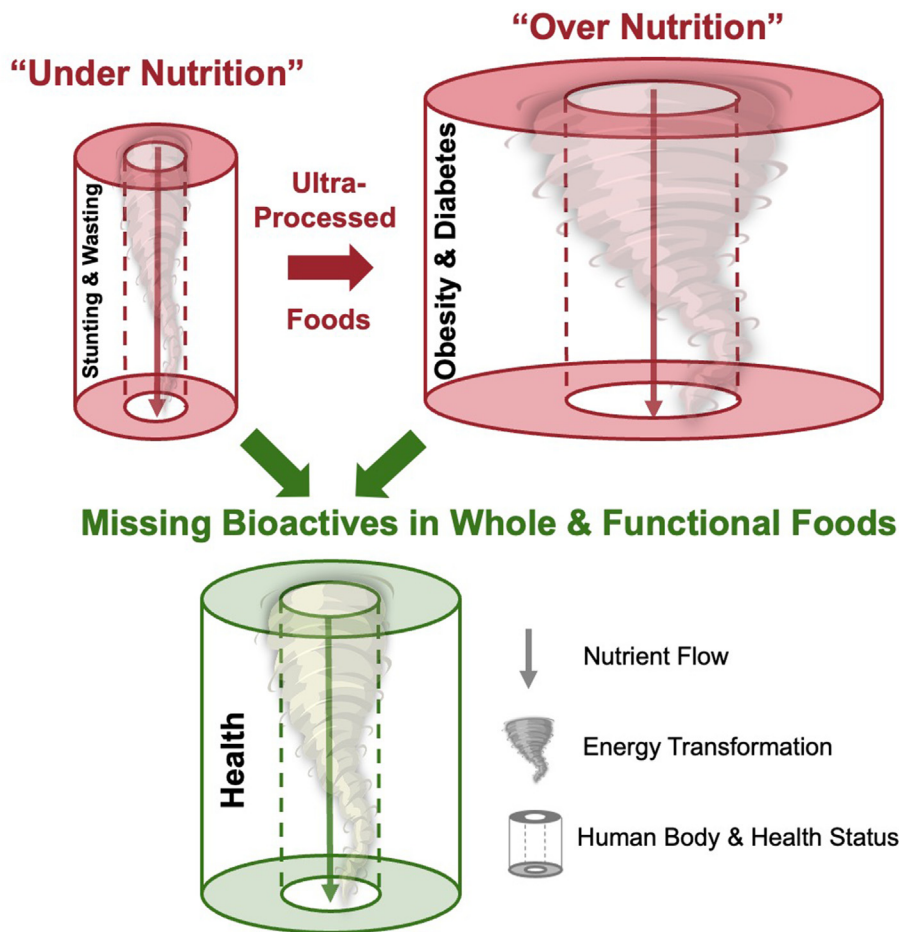 “Over Nutrition”
“Under Nutrition”
Stunting & Wasting
Ultra-
Processed
Foods
Obesity & Diabetes
Missing Bioactives in Whole & Functional Foods
Health
Nutrient Flow
Energy Transformation
Human Body & Health Status